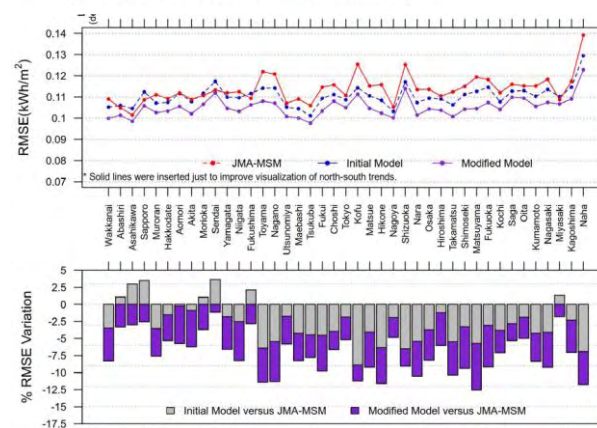 0.14
0.13
0.12
0.11
0.1
0.09
0.08
0.07
RMSE(kWh/m²)
JMA-MSM Initial Model Modified Model
* Solid lines were inserted just to improve visualization of north-south trends.
Wakkanai
Abashiri
Asahikawa
Sapporo
Muroran
Hakkodate
Aomori
Akita
Morioka
Sendai
Yamagata
Nigata
Fukushima
Toyama
Nagano
Utsunomiya
Maebashi
Tsukuba
Fukui
Choshi
Tokyo
Kofu
Matsue
Hikone
Nagoya
Shizuoka
Nara
Osaka
Hiroshima
Takamatsu
Shimoseki
Matsuyama
Fukuoka
Kochi
Saga
Oita
Kumamoto
Nagasaki
Miyasaki
Kagoshima
Naha
5
2.5
0
-2.5
-5
-7.5
-10
-12.5
-15
-17.5
% RMSE Variation
Initial Model versus JMA-MSM Modified Model versus JMA-MSM